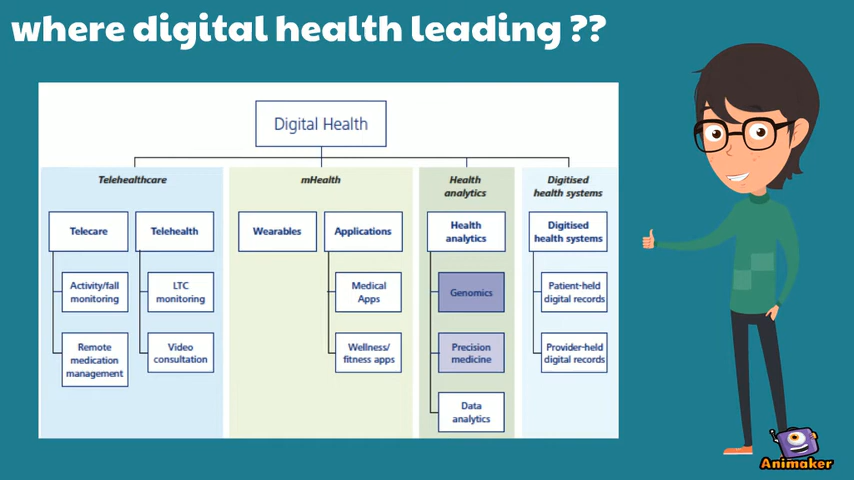 where digital health leading ??
Digital Health
Telehealthcare
mHealth
Health
analytics
Digitised
health systems
Telecare
Telehealth
Wearables
Applications
Health
analytics
Digitised
health systems
Activity/fall
monitoring
LTC
monitoring
Medical
Apps
Genomics
Patient-held
digital records
Remote
medication
management
Video
consultation
Wellness/
fitness apps
Precision
medicine
Provider-held
digital records
Data
analytics
Animaker